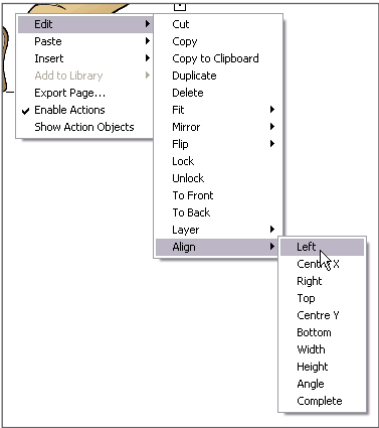 Edit
Paste
Insert
Add to Library
Export Page...
Enable Actions
Show Action Objects
Cut
Copy
Copy to Clipboard
Duplicate
Delete
Fit
Mirror
Flip
Lock
Unlock
To Front
To Back
Layer
Align
Left
Centre X
Right
Top
Centre Y
Bottom
Width
Height
Angle
Complete